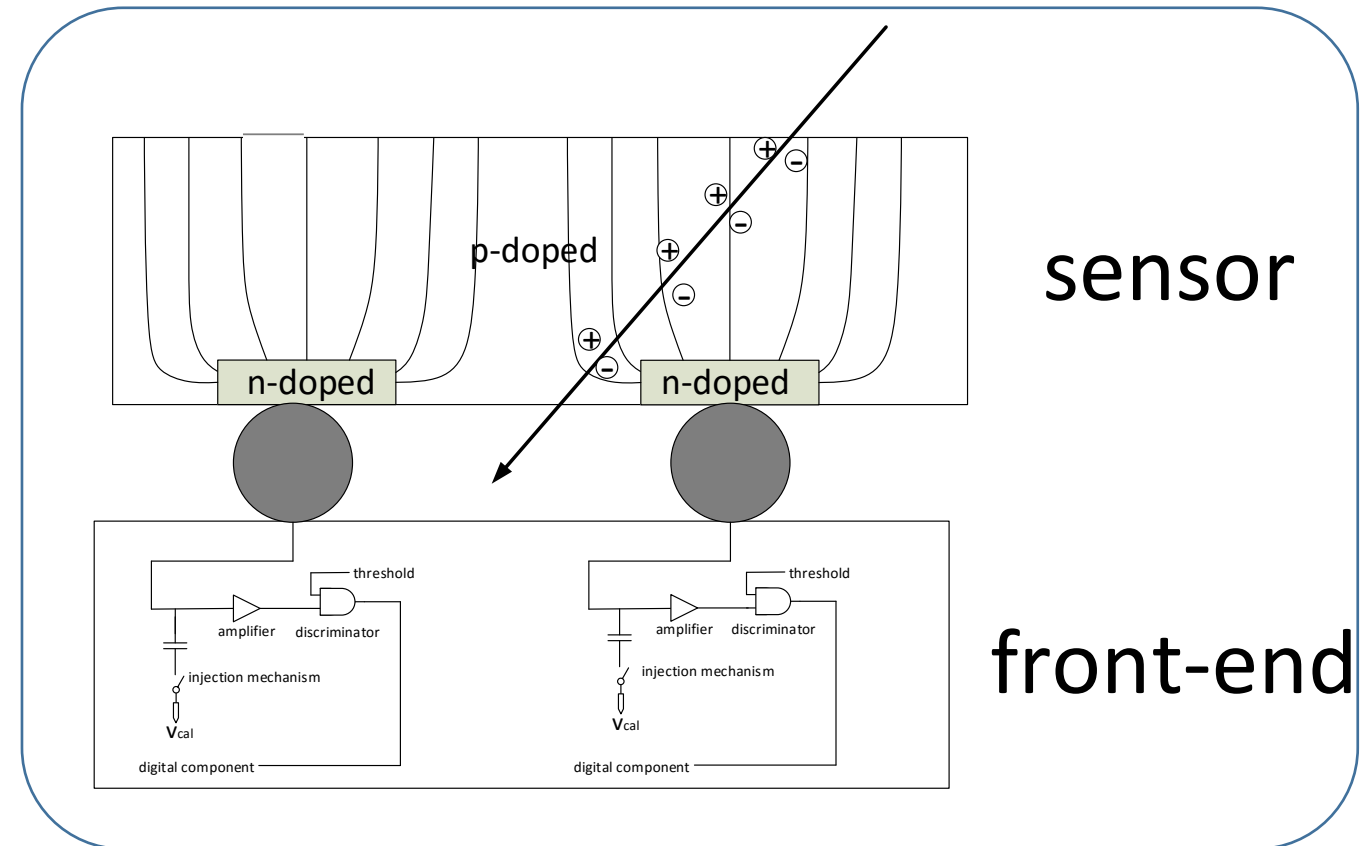 p-doped
n-doped
n-doped
sensor
threshold
amplifier
discriminator
injection mechanism
Vcal
digital component
threshold
amplifier
discriminator
injection mechanism
Vcal
digital component
front-end